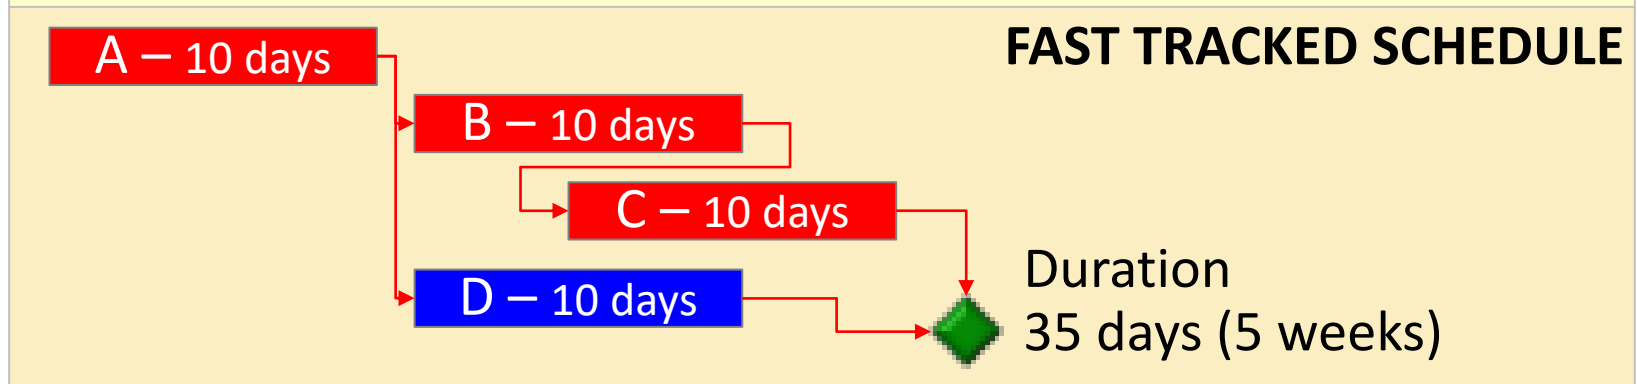 FAST TRACKED SCHEDULE
A – 10 days
B – 10 days
C – 10 days
D – 10 days
Duration
35 days (5 weeks)